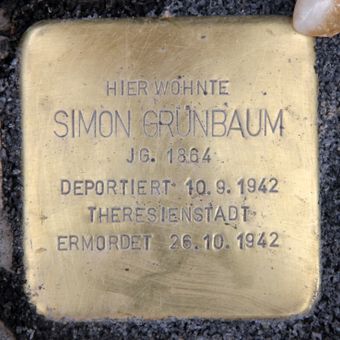 HIER WOHNTE
SIMON GRÜNBAUM
JG. 1864
DEPORTIERT 10.9.1942
THERESIENSTADT
ERMORDET 26.10.1942